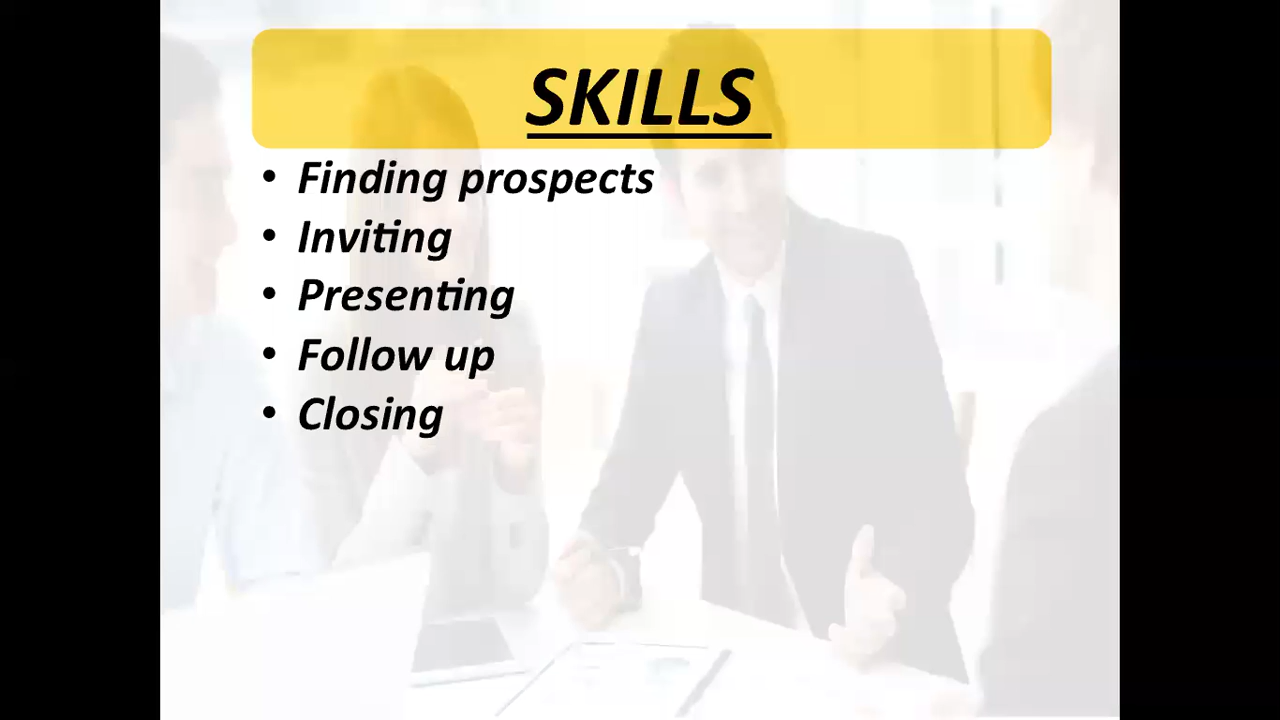 SKILLS
• Finding prospects
• Inviting
• Presenting
• Follow up
• Closing